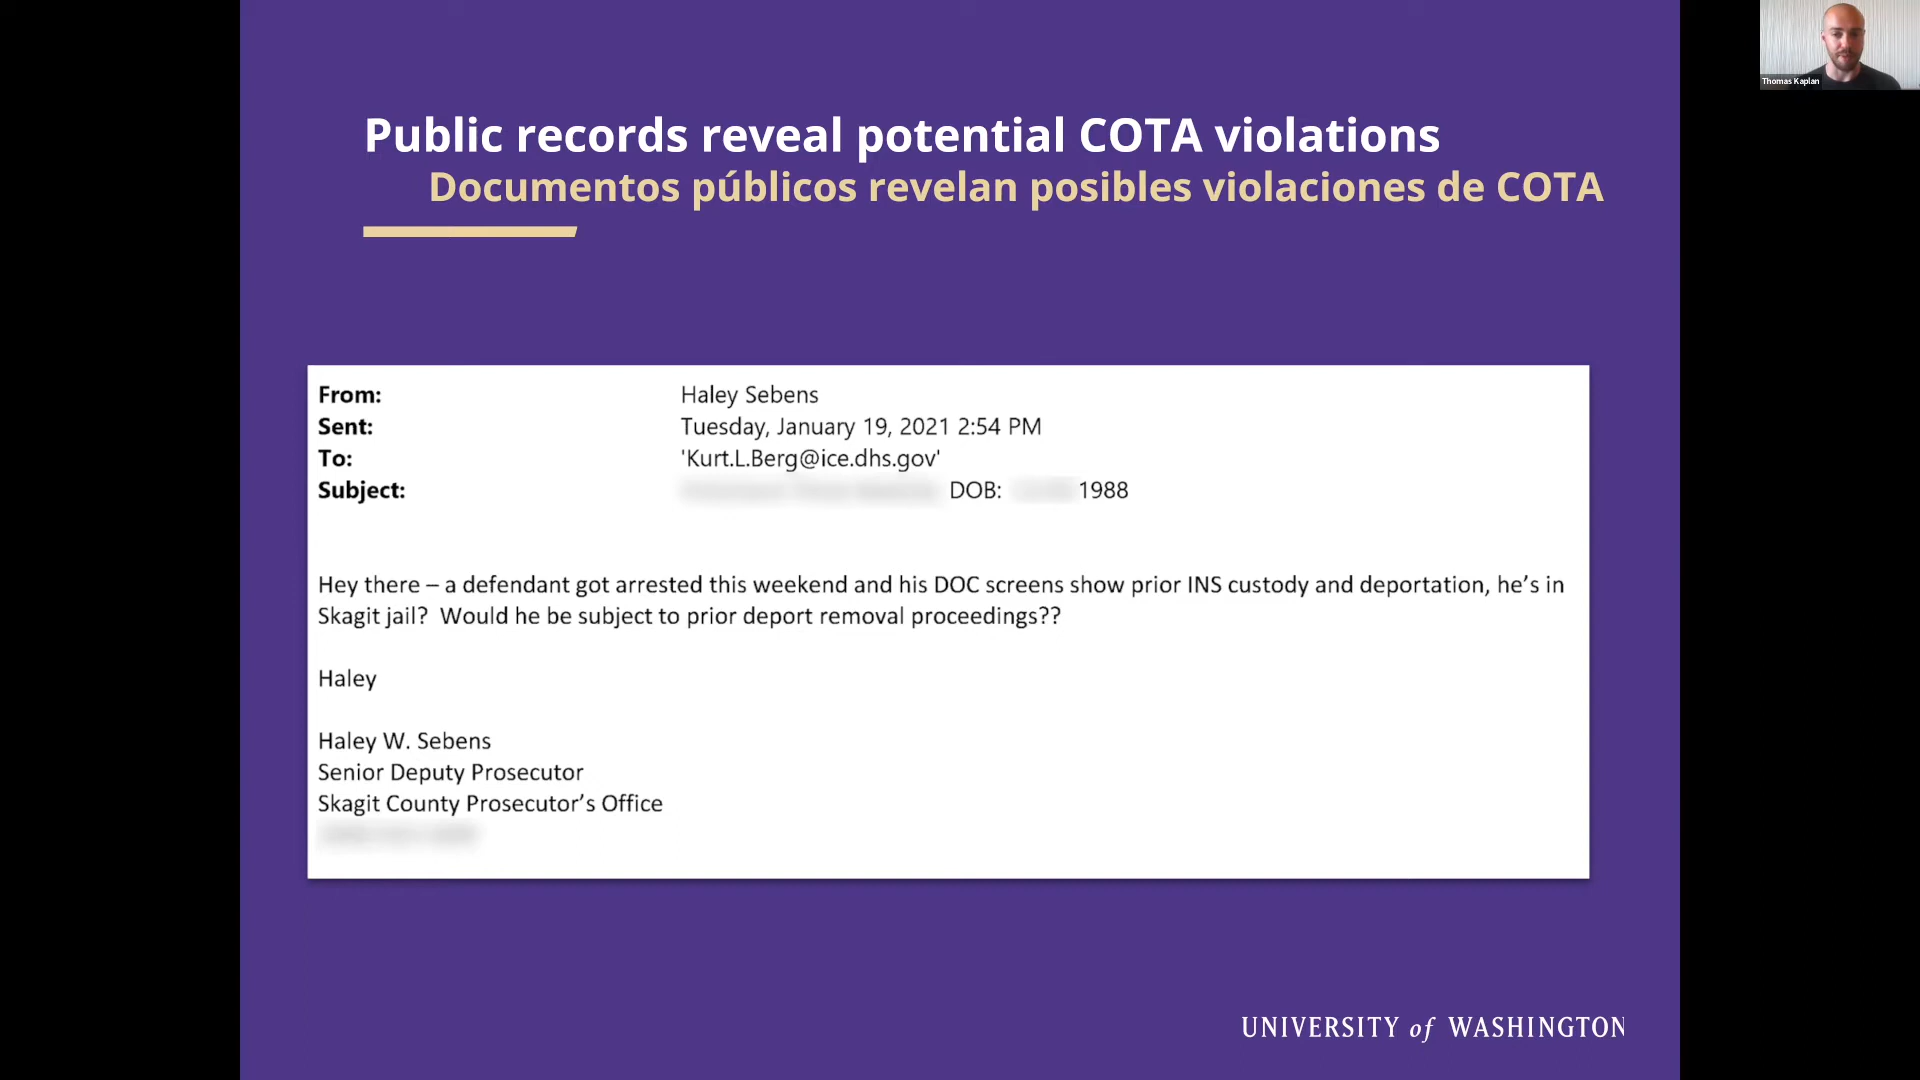 Thomas Kaplan
Public records reveal potential COTA violations
Documentos públicos revelan posibles violaciones de COTA
From: Haley Sebens
Sent: Tuesday, January 19, 2021 2:54 PM
To: 'Kurt.L.Berg@ice.dhs.gov'
Subject: DOB: 1988
Hey there – a defendant got arrested this weekend and his DOC screens show prior INS custody and deportation, he's in
Skagit jail?  Would he be subject to prior deport removal proceedings??
Haley
Haley W. Sebens
Senior Deputy Prosecutor
Skagit County Prosecutor's Office
UNIVERSITY of WASHINGTON